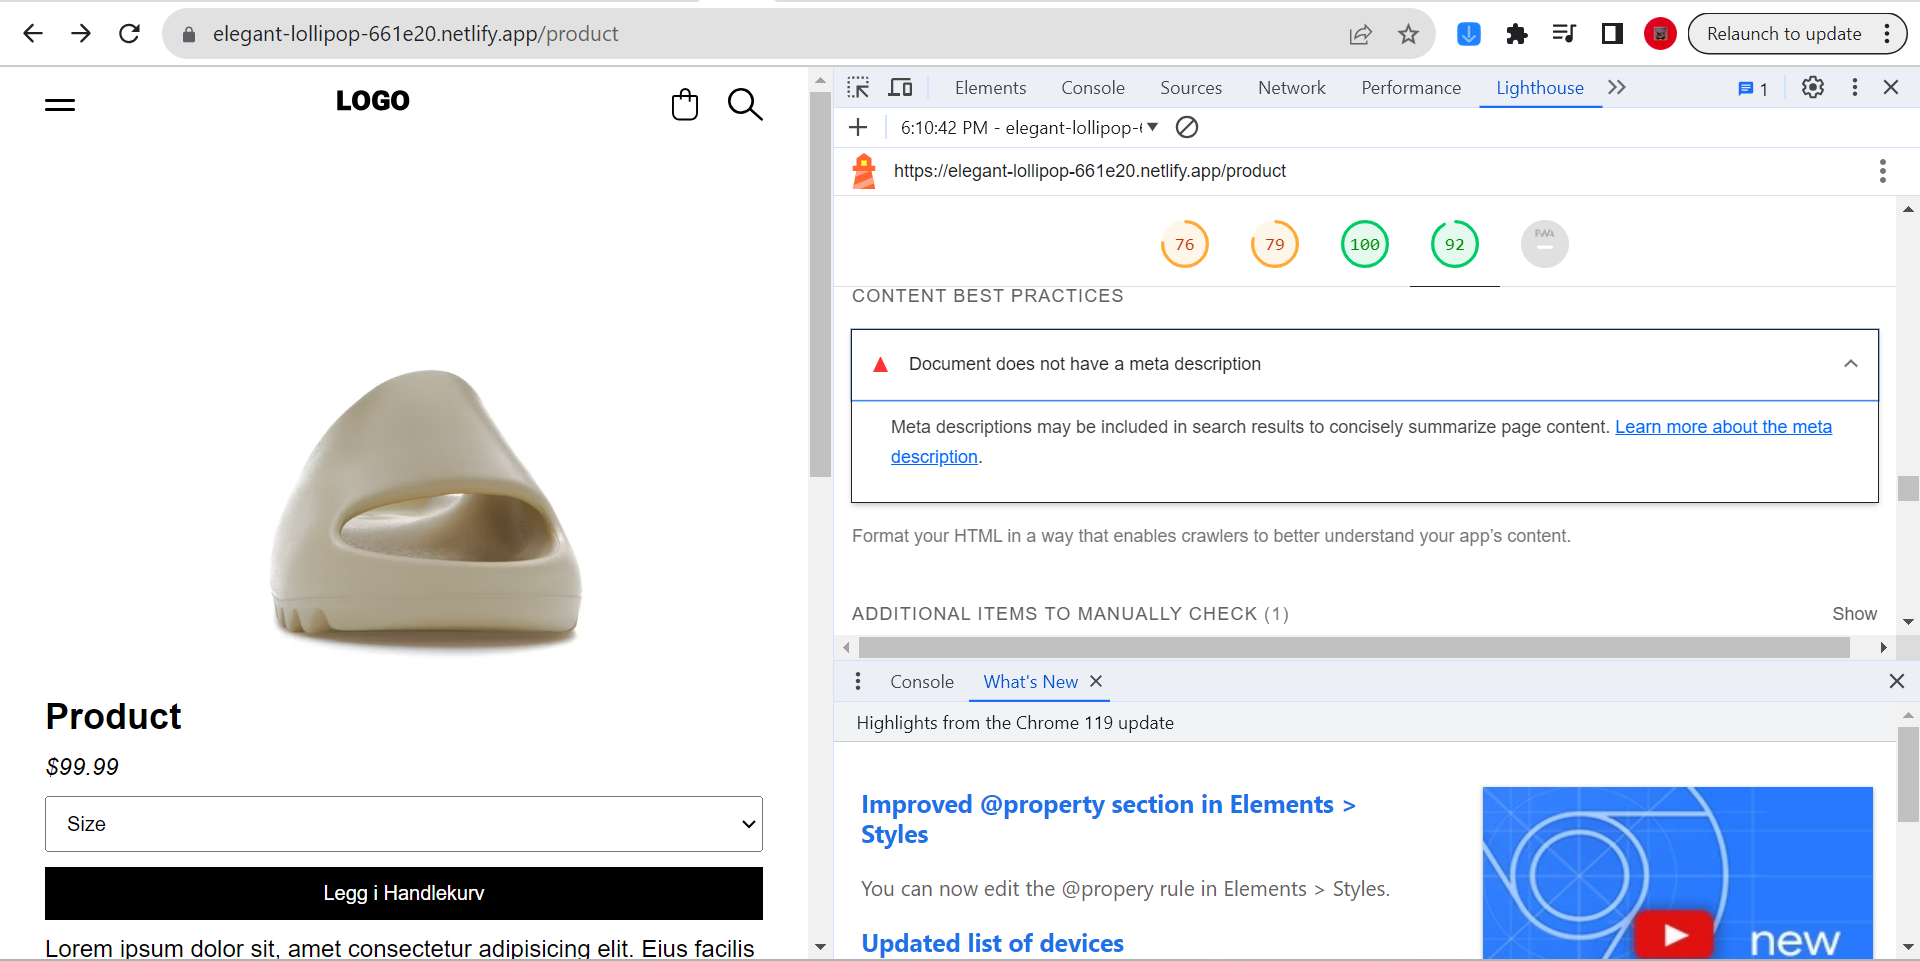 elegant-lollipop-661e20.netlify.app/product
Relaunch to update
LOGO
Product
$99.99
Size
Legg i Handlekurv
Lorem ipsum dolor sit, amet consectetur adipisicing elit. Eius facilis
Elements Console Sources Network Performance Lighthouse 1
6:10:42 PM - elegant-lollipop-
https://elegant-lollipop-661e20.netlify.app/product
76 79 100 92 PWA
CONTENT BEST PRACTICES
Document does not have a meta description
Meta descriptions may be included in search results to concisely summarize page content. Learn more about the meta
description.
Format your HTML in a way that enables crawlers to better understand your app’s content.
ADDITIONAL ITEMS TO MANUALLY CHECK (1) Show
Console What's New
Highlights from the Chrome 119 update
Improved @property section in Elements >
Styles
You can now edit the @propery rule in Elements > Styles.
Updated list of devices
new